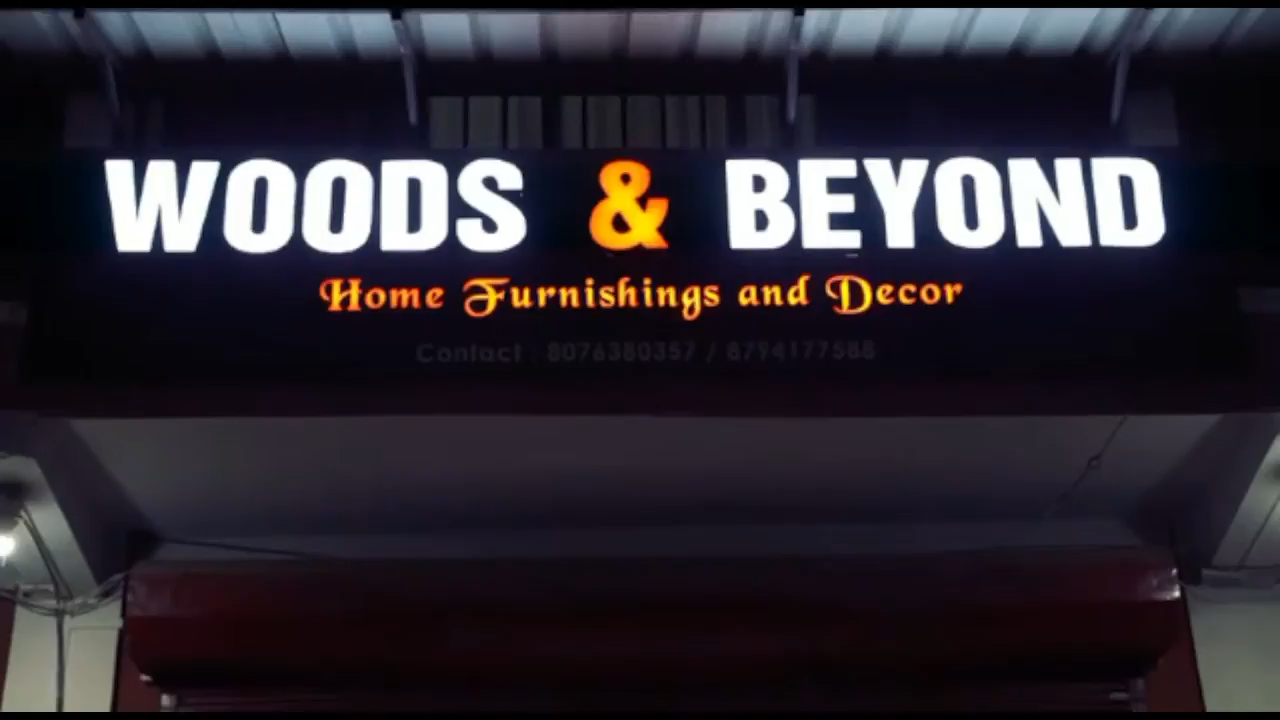 WOODS & BEYOND
Home Furnishings and Decor
Contact : 8076380357 / 8794177588